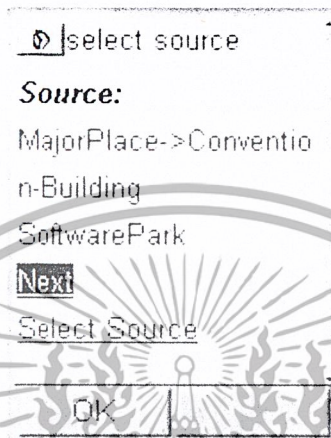 select source
Source:
MajorPlace->Conventio
n-Building
SoftwarePark
Next
Select Source
OK